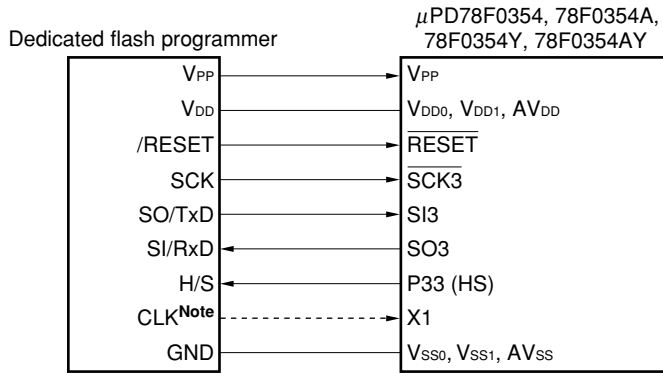 μPD78F0354, 78F0354A,
Dedicated flash programmer 78F0354Y, 78F0354AY
VPP VPP
VDD VDD0, VDD1, AVDD
/RESET RESET
SCK SCK3
SO/TxD SI3
SI/RxD SO3
H/S P33 (HS)
CLKNote X1
GND VSS0, VSS1, AVSS